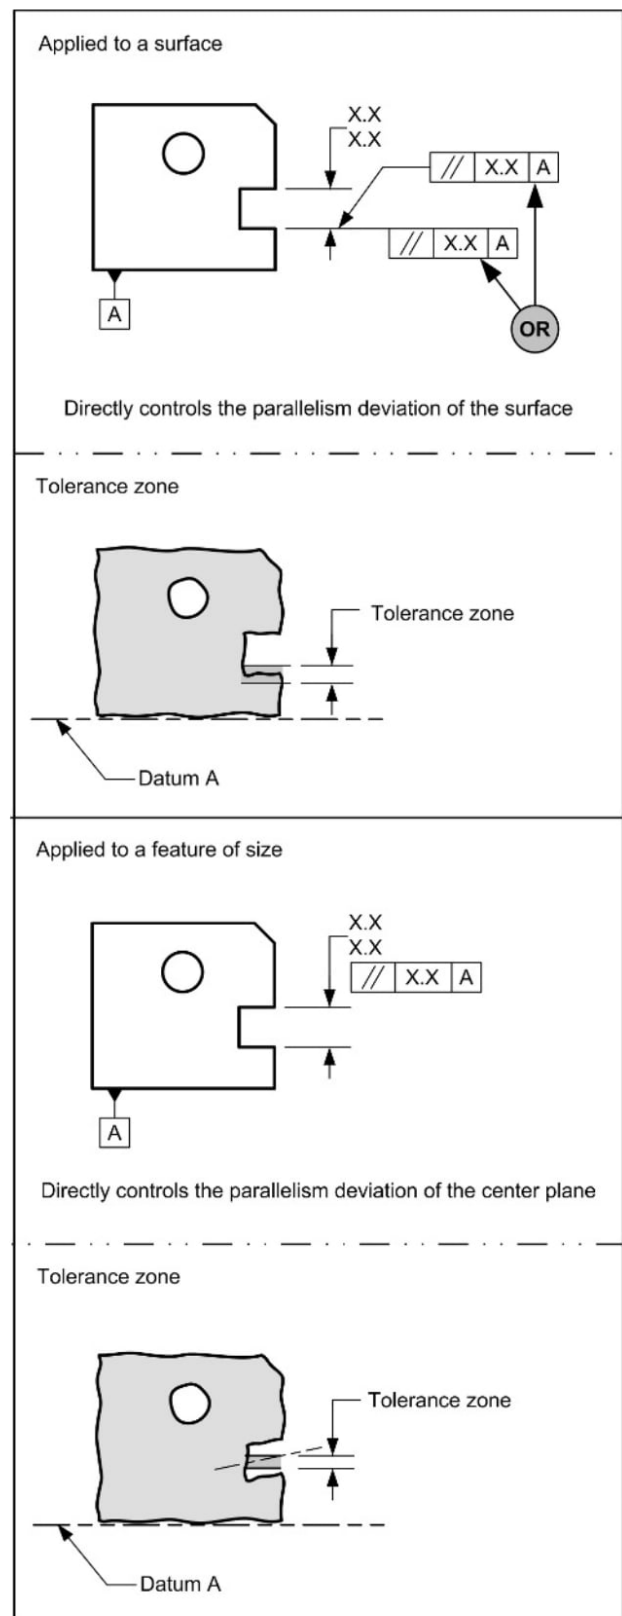 Applied to a surface
X.X
X.X
// X.X A
// X.X A
A
OR
Directly controls the parallelism deviation of the surface
Tolerance zone
Tolerance zone
Datum A
Applied to a feature of size
X.X
X.X
// X.X A
A
Directly controls the parallelism deviation of the center plane
Tolerance zone
Tolerance zone
Datum A